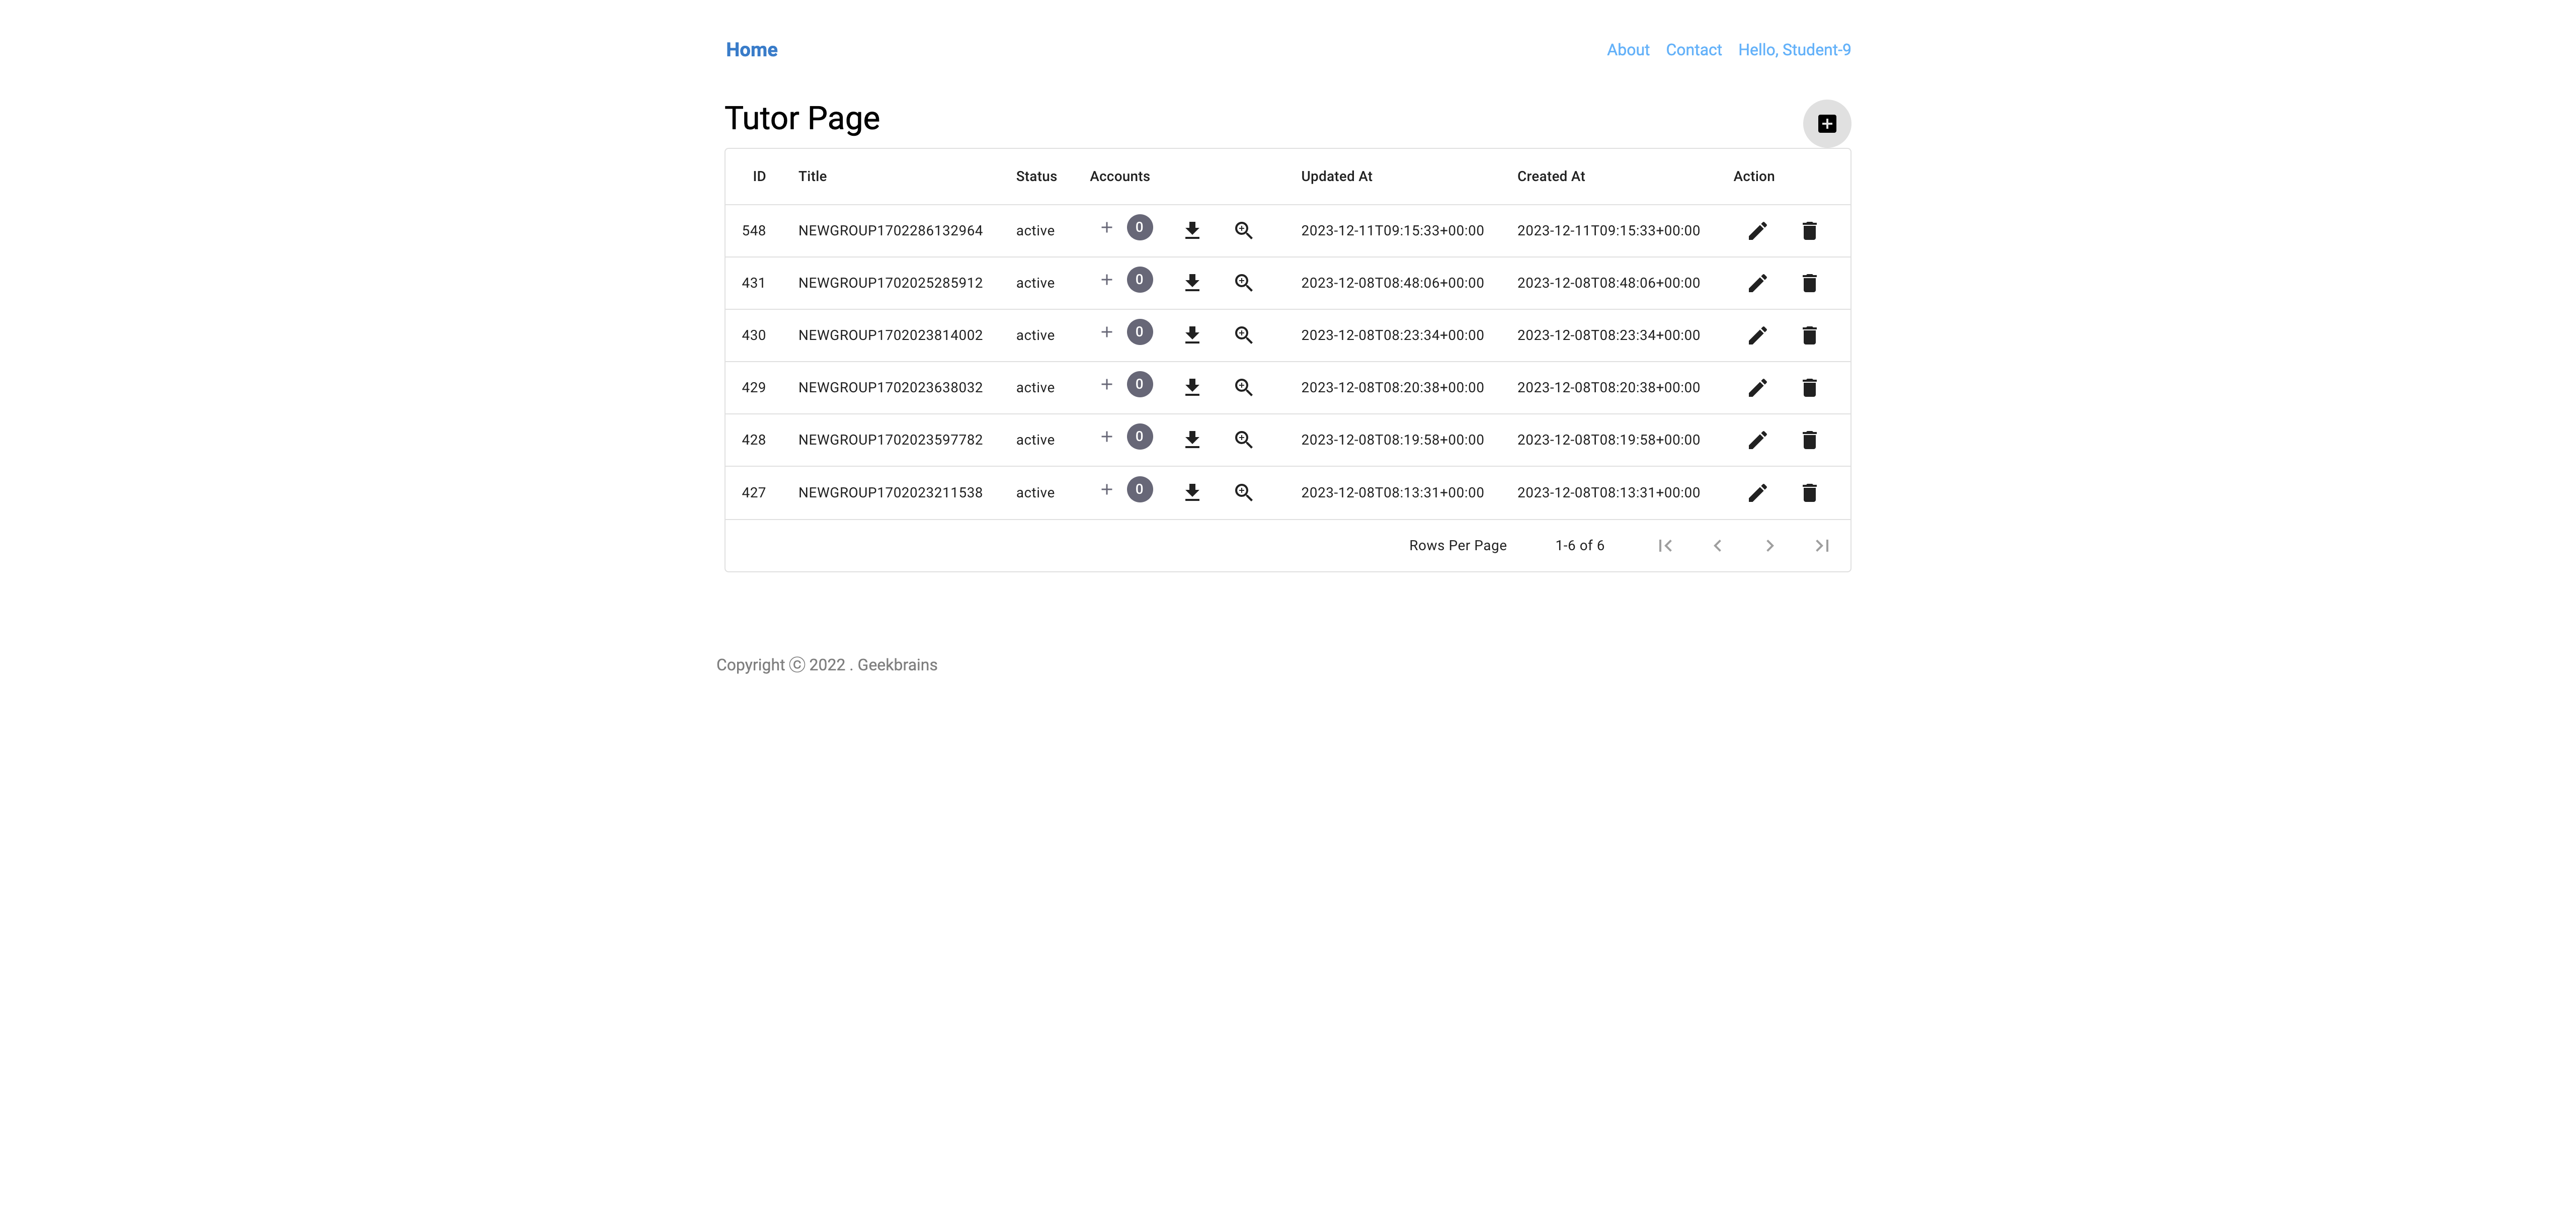 Home About Contact Hello, Student-9
Tutor Page
ID Title Status Accounts Updated At Created At Action
548 NEWGROUP1702286132964 active + 0 2023-12-11T09:15:33+00:00 2023-12-11T09:15:33+00:00
431 NEWGROUP1702025285912 active + 0 2023-12-08T08:48:06+00:00 2023-12-08T08:48:06+00:00
430 NEWGROUP1702023814002 active + 0 2023-12-08T08:23:34+00:00 2023-12-08T08:23:34+00:00
429 NEWGROUP1702023638032 active + 0 2023-12-08T08:20:38+00:00 2023-12-08T08:20:38+00:00
428 NEWGROUP1702023597782 active + 0 2023-12-08T08:19:58+00:00 2023-12-08T08:19:58+00:00
427 NEWGROUP1702023211538 active + 0 2023-12-08T08:13:31+00:00 2023-12-08T08:13:31+00:00
Rows Per Page 1-6 of 6
Copyright ⓒ 2022 . Geekbrains